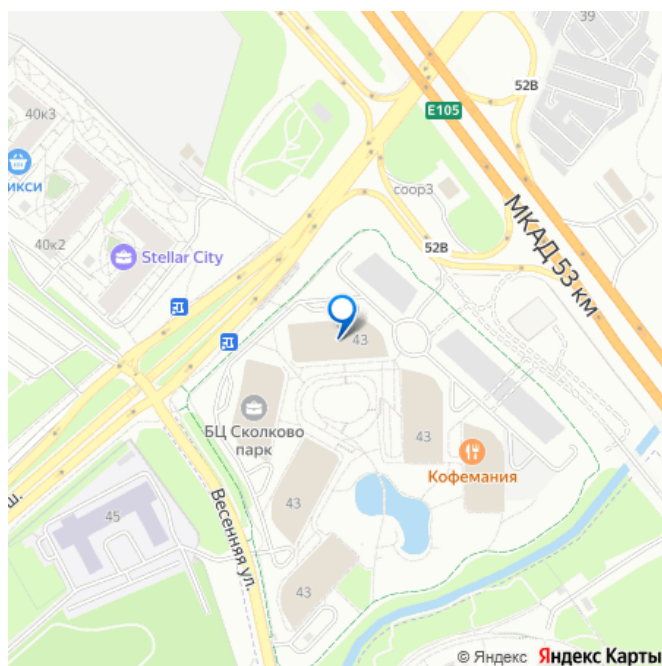 39
52В
40к3
E105
соор3
икси
МКАД 53 км
40к2
Stellar City
52В
43
БЦ Сколково
парк
43
Кофемания
ш.
43
45
Весенняя ул.
43
© Яндекс Яндекс Карты